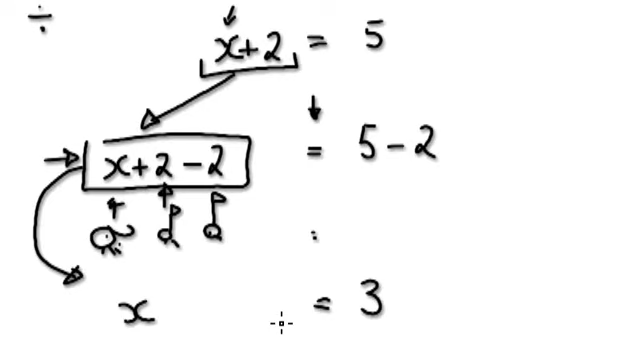 ÷
x + 2 = 5
x + 2 - 2 = 5 - 2
x = 3